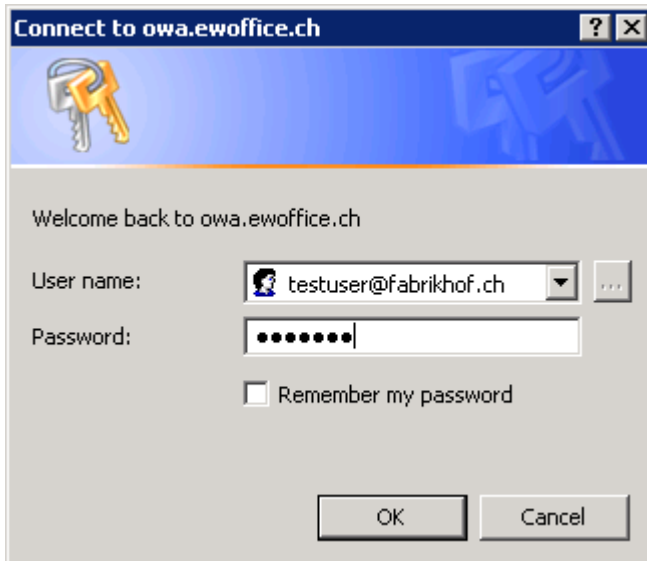 Connect to owa.ewoffice.ch
Welcome back to owa.ewoffice.ch
User name: testuser@fabrikhof.ch ...
Password: •••••••
Remember my password
OK Cancel